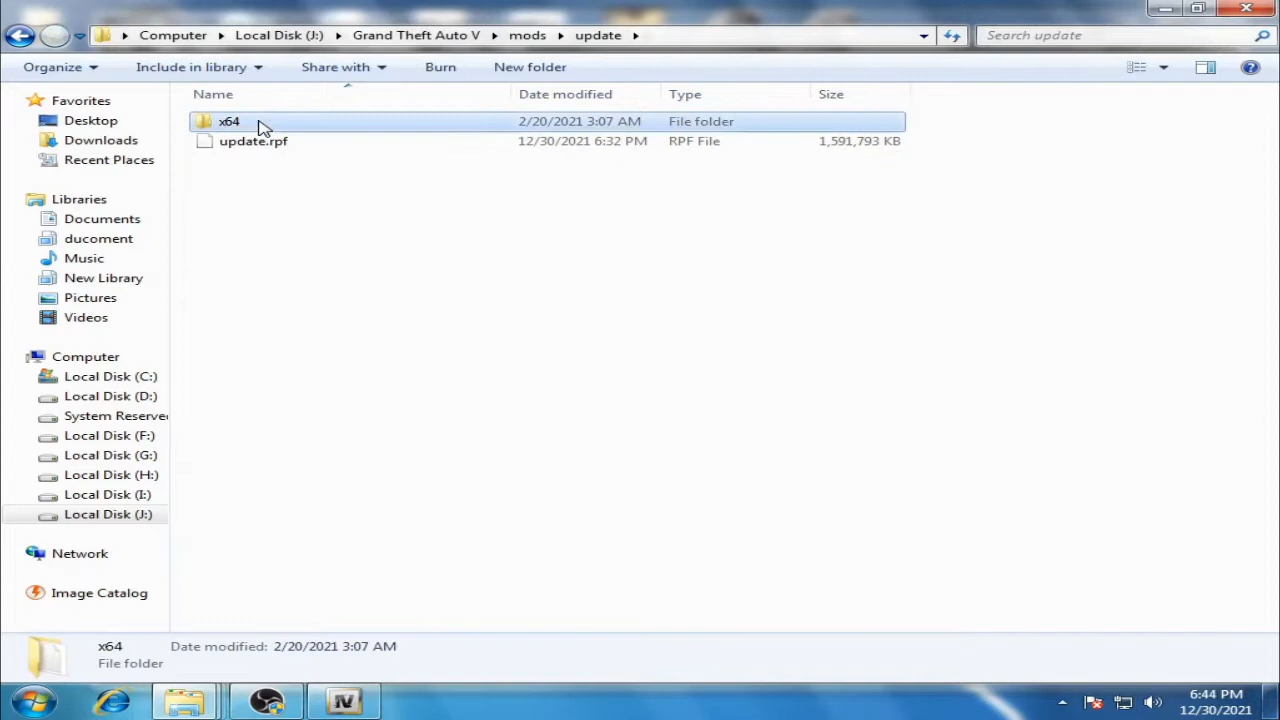 Computer Local Disk (J:) Grand Theft Auto V mods update Search update
Organize Include in library Share with Burn New folder
Name Date modified Type Size
x64 2/20/2021 3:07 AM File folder
update.rpf 12/30/2021 6:32 PM RPF File 1,591,793 KB
Favorites
Desktop
Downloads
Recent Places
Libraries
Documents
ducoment
Music
New Library
Pictures
Videos
Computer
Local Disk (C:)
Local Disk (D:)
System Reserve
Local Disk (F:)
Local Disk (G:)
Local Disk (H:)
Local Disk (I:)
Local Disk (J:)
Network
Image Catalog
x64 Date modified: 2/20/2021 3:07 AM
File folder
IV 6:44 PM
12/30/2021